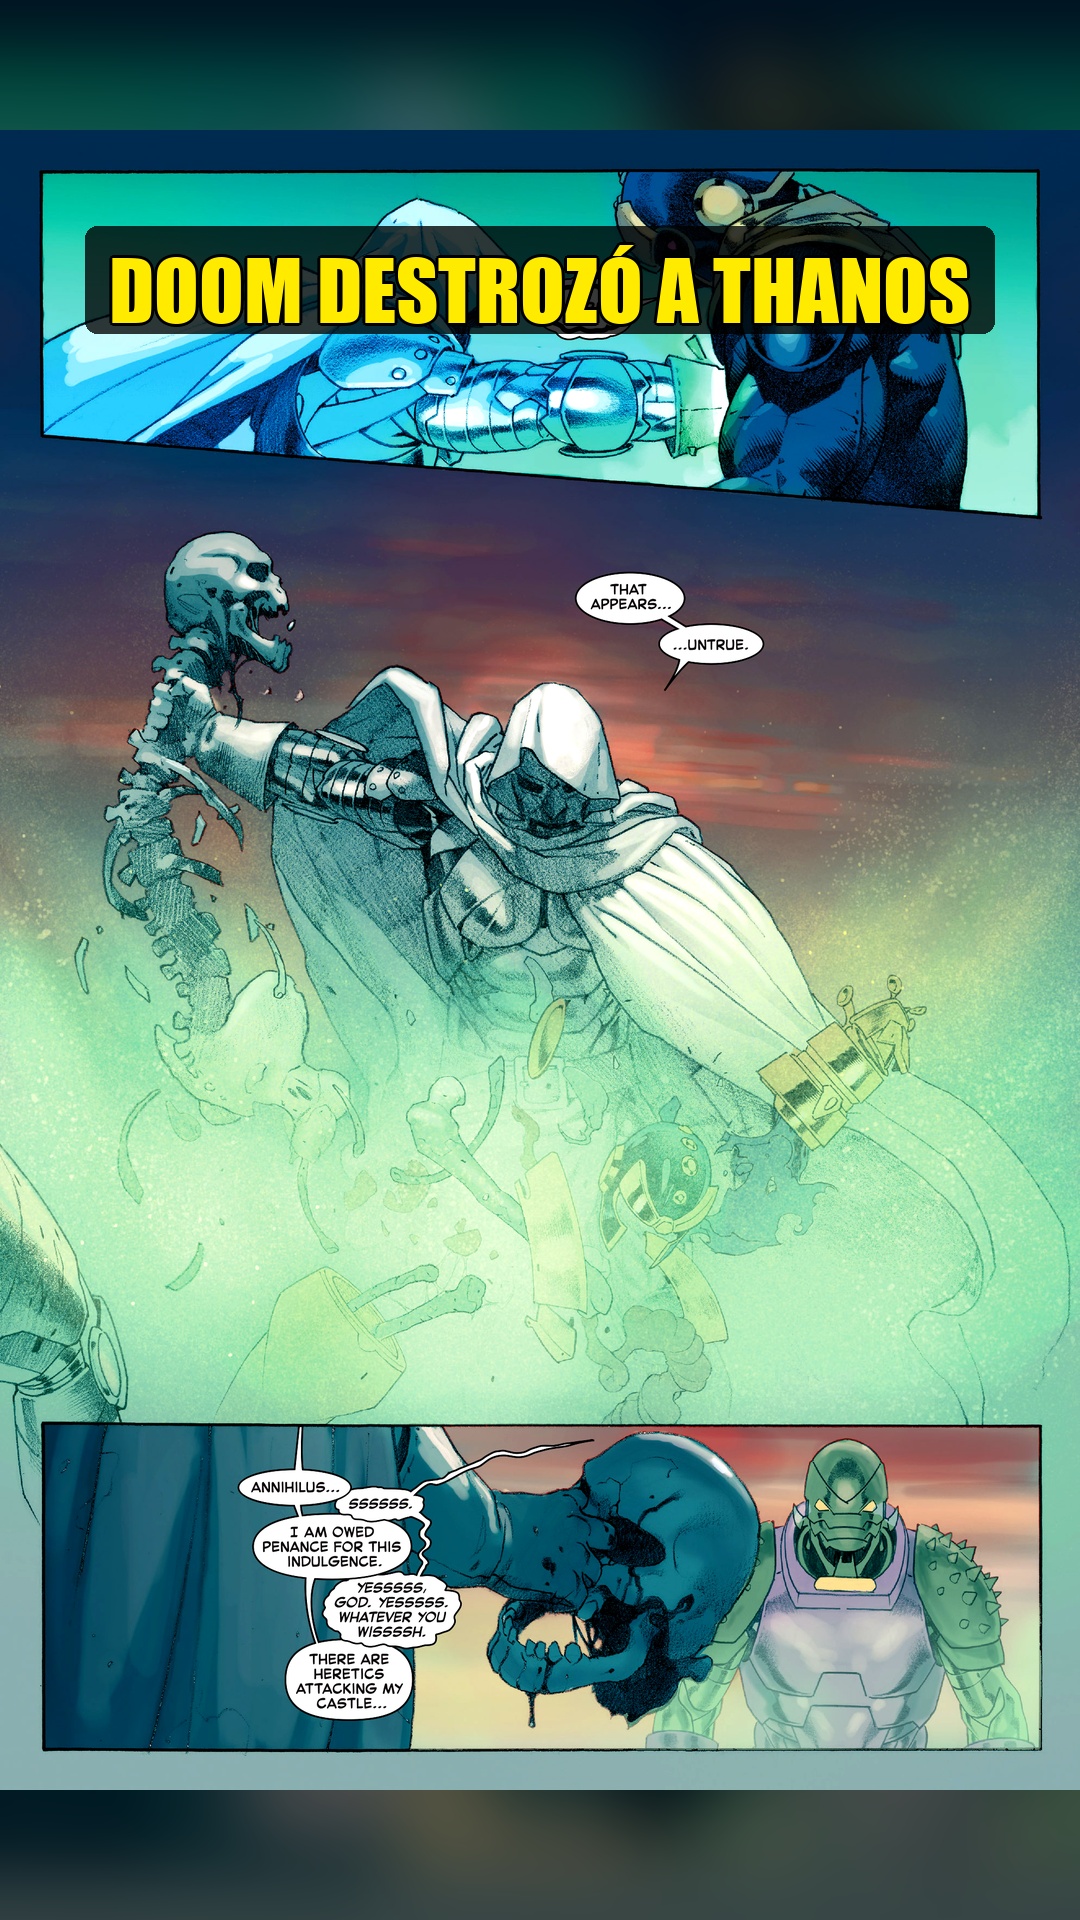 DOOM DESTROZÓ A THANOS
THAT
APPEARS...
...UNTRUE.
ANNIHILUS...
SSSSSS.
I AM OWED
PENANCE FOR THIS
INDULGENCE.
YESSSSS,
GOD. YESSSSS.
WHATEVER YOU
WISSSSH.
THERE ARE
HERETICS
ATTACKING MY
CASTLE...